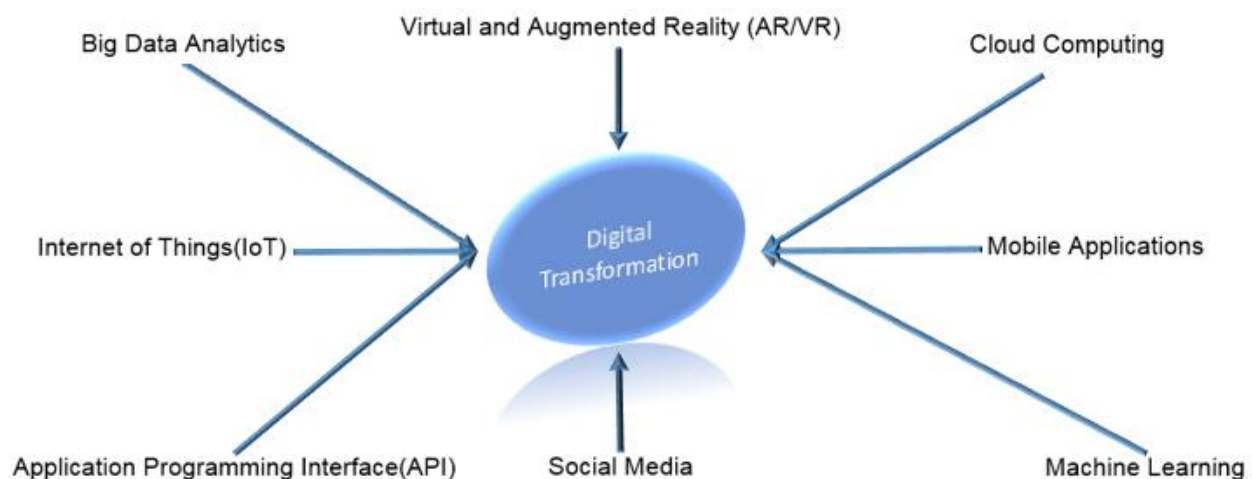 Virtual and Augmented Reality (AR/VR)
Big Data Analytics
Cloud Computing
Digital
Transformation
Internet of Things(IoT)
Mobile Applications
Application Programming Interface(API)
Social Media
Machine Learning